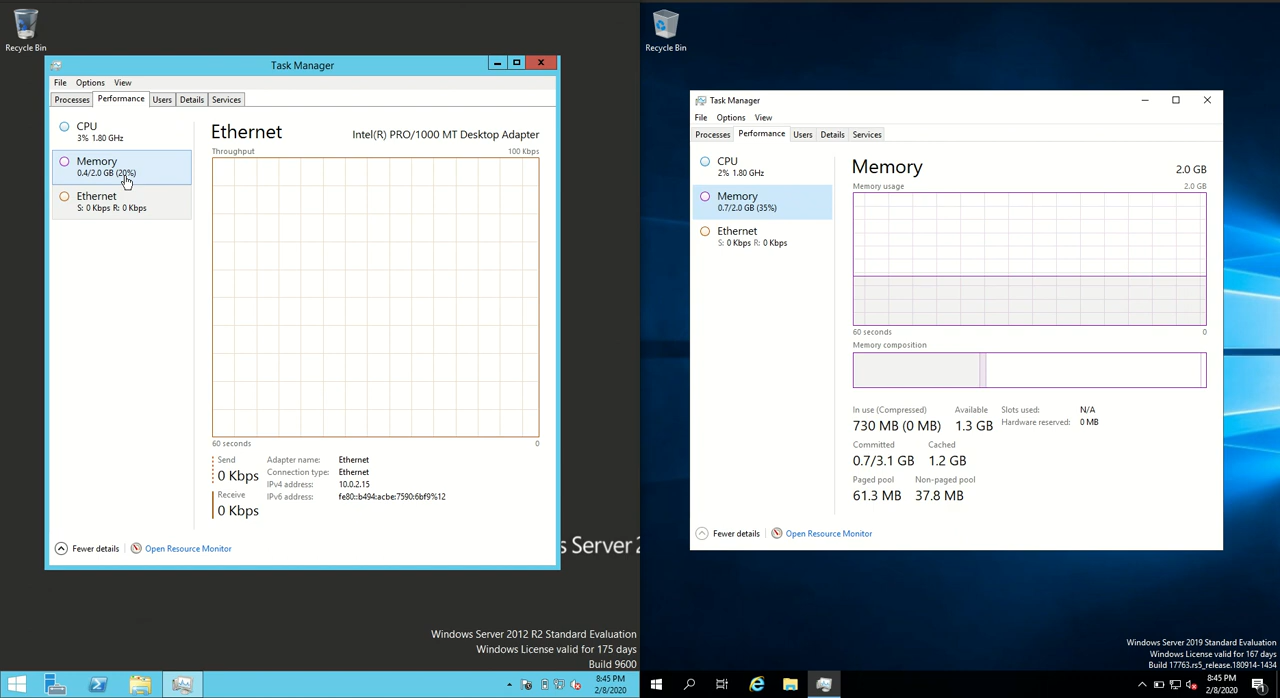 Recycle Bin
Task Manager
File Options View
Processes Performance Users Details Services
CPU
3% 1.80 GHz
Memory
0.4/2.0 GB (20%)
Ethernet
S: 0 Kbps R: 0 Kbps
Ethernet
Intel(R) PRO/1000 MT Desktop Adapter
Throughput 100 Kbps
60 seconds 0
Send
0 Kbps
Receive
0 Kbps
Adapter name: Ethernet
Connection type: Ethernet
IPv4 address: 10.0.2.15
IPv6 address: fe80::b494:acbe:7590:6bf9%12
Fewer details Open Resource Monitor
s Server 2
Windows Server 2012 R2 Standard Evaluation
Windows License valid for 175 days
Build 9600
8:45 PM
2/8/2020
Recycle Bin
Task Manager
File Options View
Processes Performance Users Details Services
CPU
2% 1.80 GHz
Memory
0.7/2.0 GB (35%)
Ethernet
S: 0 Kbps R: 0 Kbps
Memory 2.0 GB
Memory usage 2.0 GB
60 seconds 0
Memory composition
In use (Compressed) Available
730 MB (0 MB) 1.3 GB
Committed Cached
0.7/3.1 GB 1.2 GB
Paged pool Non-paged pool
61.3 MB 37.8 MB
Slots used: N/A
Hardware reserved: 0 MB
Fewer details Open Resource Monitor
Windows Server 2019 Standard Evaluation
Windows License valid for 167 days
Build 17763.rs5_release.180914-1434
8:45 PM
2/8/2020